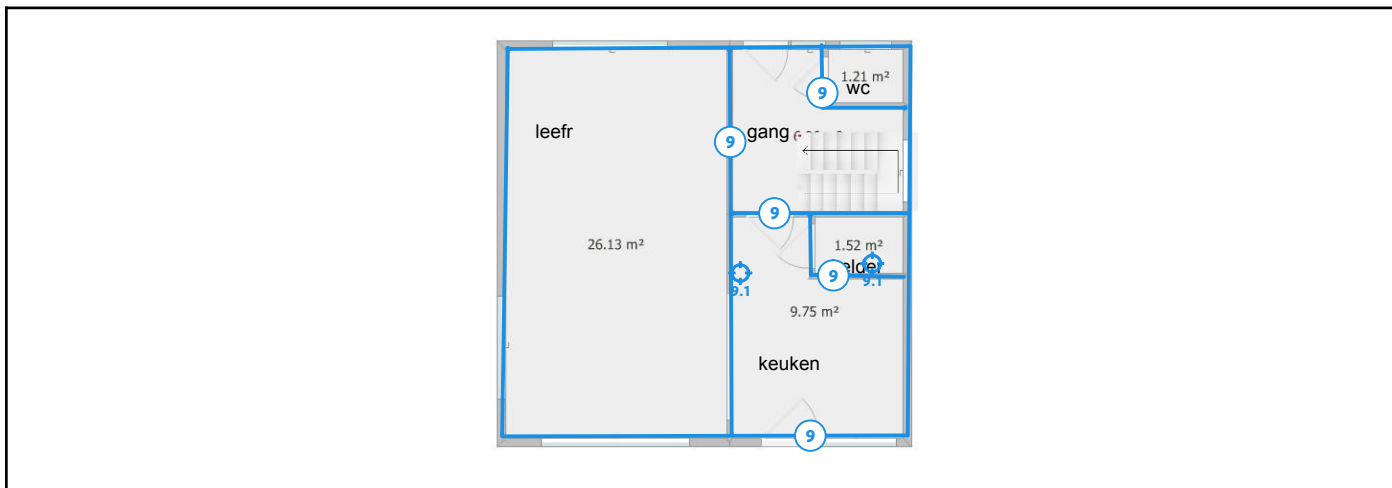 1.21 m²
wc
9
leefr
gang
9
9
26.13 m²
1.52 m²
9
9.1
9.1
9.75 m²
keuken
9